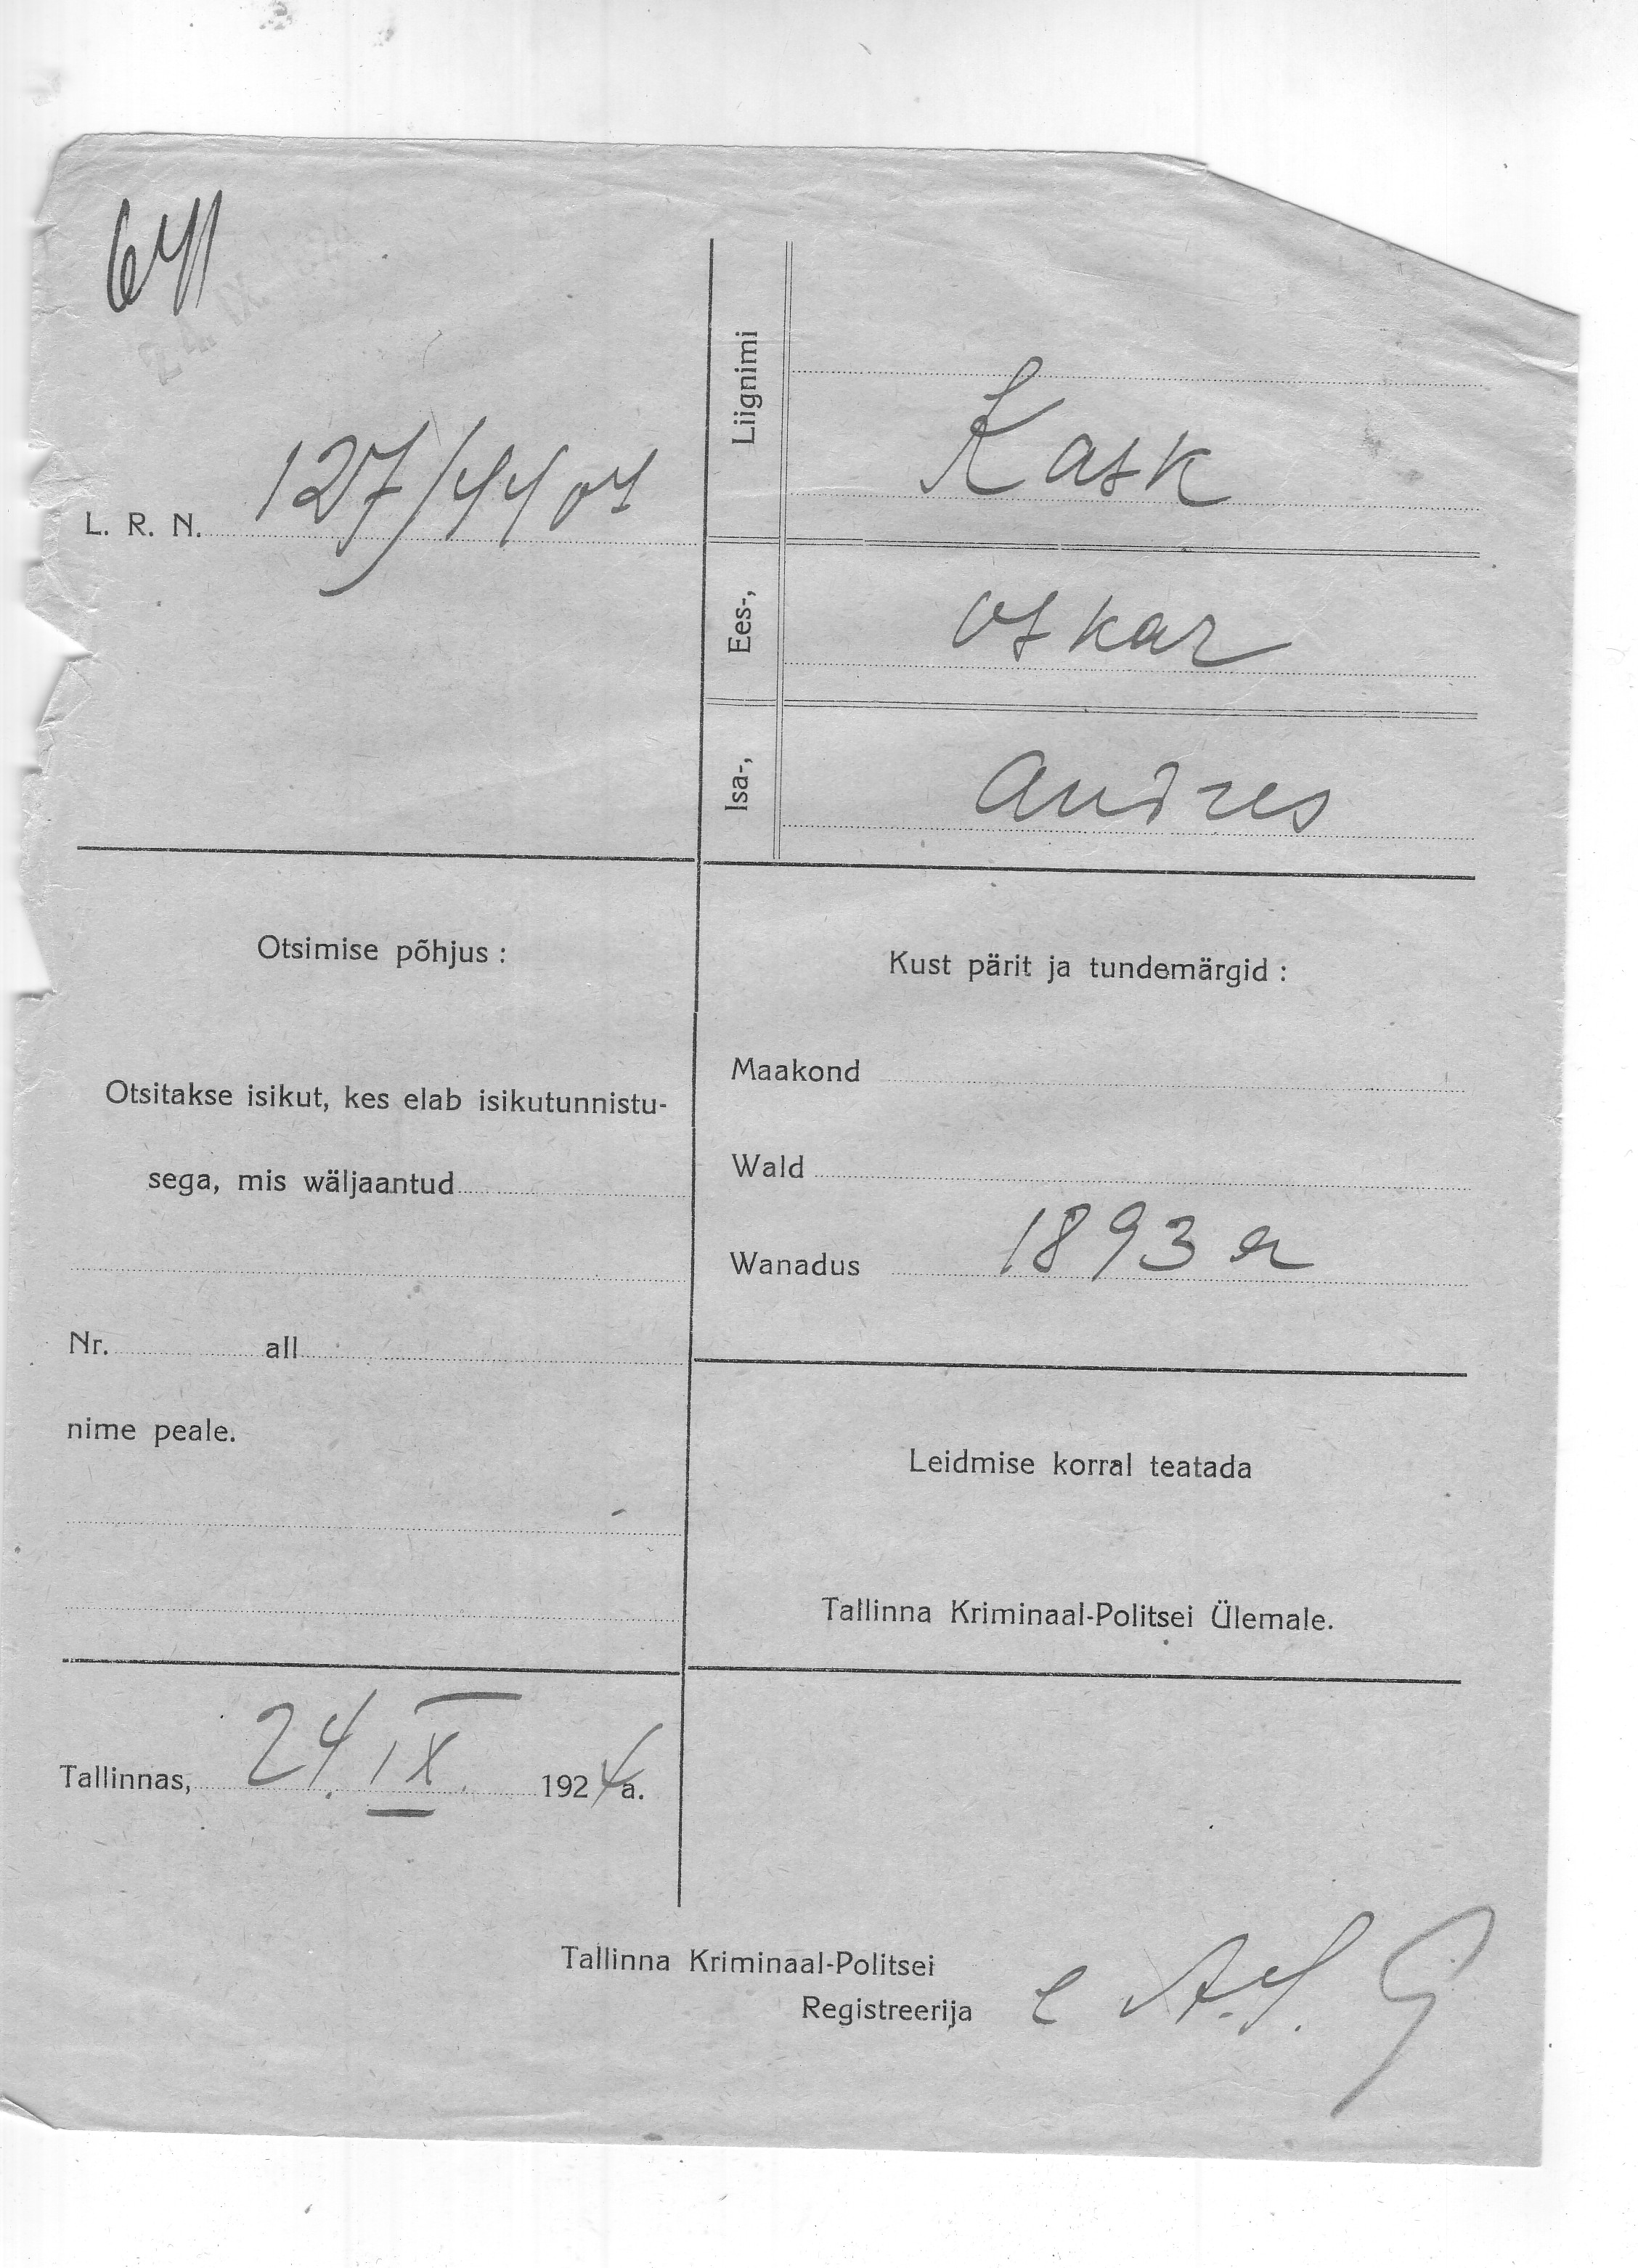 L. R. N. 127/44 os
Liignimi Kask
Ees-, Oskar
Isa-, Andres
Otsimise põhjus :
Otsitakse isikut, kes elab isikutunnistu-
sega, mis wäljaantud
Nr. all
nime peale.
Kust pärit ja tundemärgid :
Maakond
Wald
Wanadus 1893 a
Leidmise korral teatada
Tallinna Kriminaal-Politsei Ülemale.
Tallinnas, 24. IX. 1924 a.
Tallinna Kriminaal-Politsei
Registreerija